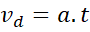 v_d = a.t